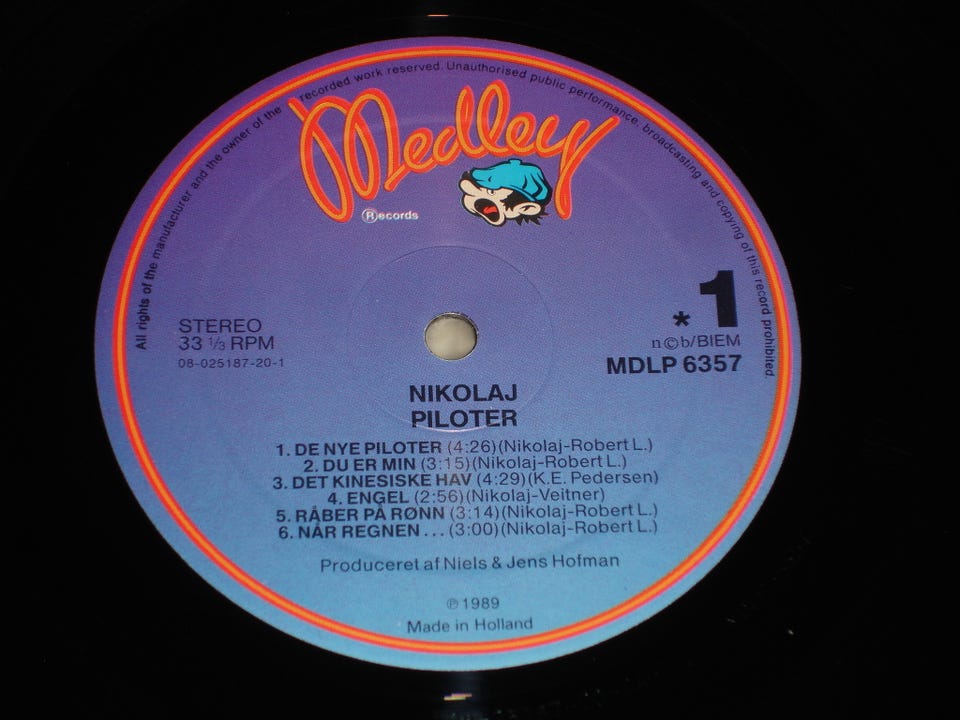 All rights of the manufacturer and the owner of the recorded work reserved. Unauthorised public performance, broadcasting and copying of this record prohibited.
Medley
Records
STEREO
33 1/3 RPM
08-025187-20-1
* 1
n©b/BIEM
MDLP 6357
NIKOLAJ
PILOTER
1. DE NYE PILOTER (4:26)(Nikolaj-Robert L.)
2. DU ER MIN (3:15)(Nikolaj-Robert L.)
3. DET KINESISKE HAV (4:29)(K.E. Pedersen)
4. ENGEL (2:56)(Nikolaj-Veitner)
5. RÅBER PÅ RØNN (3:14)(Nikolaj-Robert L.)
6. NÅR REGNEN ... (3:00)(Nikolaj-Robert L.)
Produceret af Niels & Jens Hofman
℗ 1989
Made in Holland